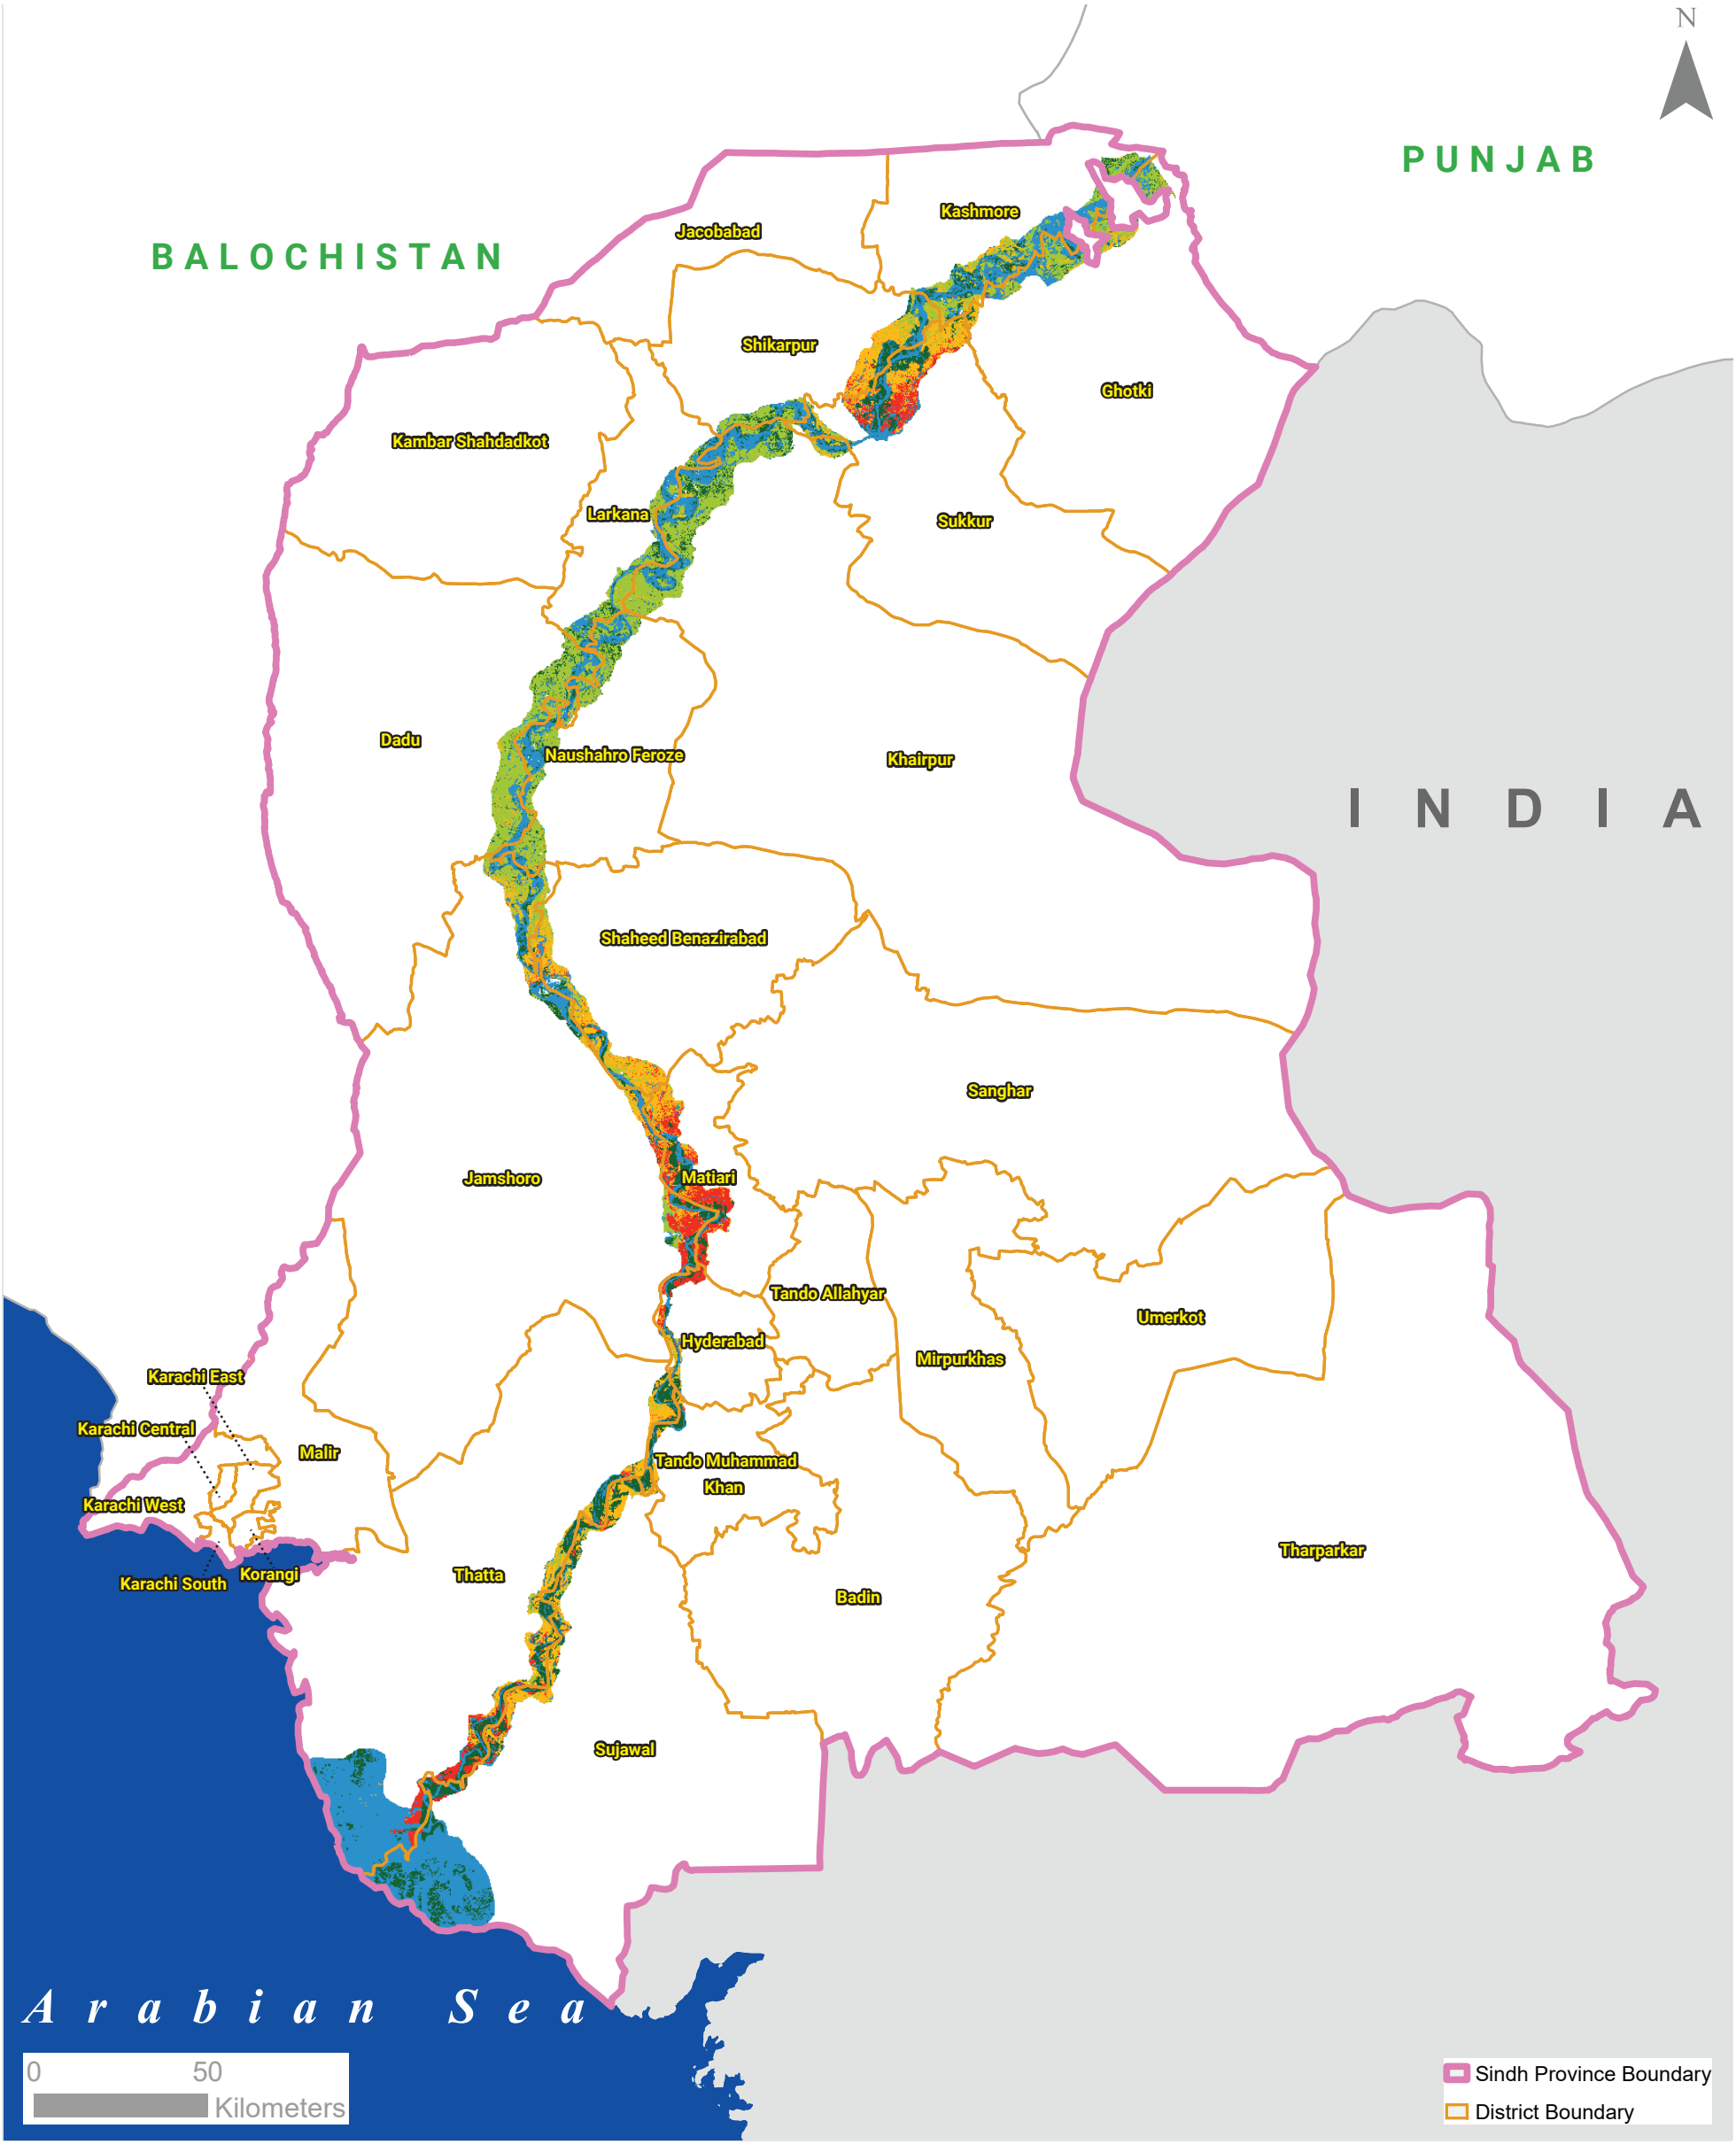 N
PUNJAB
BALOCHISTAN
Kashmore
Jacobabad
Shikarpur
Ghotki
Kambar Shahdadkot
Larkana
Sukkur
Dadu
Naushahro Feroze
Khairpur
INDIA
Shaheed Benazirabad
Sanghar
Jamshoro
Matiari
Tando Allahyar
Umerkot
Hyderabad
Mirpurkhas
Karachi East
Karachi Central
Malir
Tando Muhammad
Khan
Karachi West
Tharparkar
Korangi
Karachi South
Thatta
Badin
Sujawal
Arabian Sea
0 50
Kilometers
Sindh Province Boundary
District Boundary